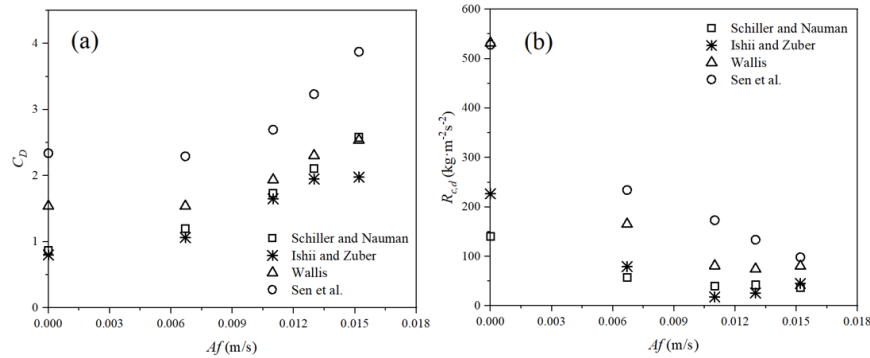 (a)
4
3
2
1
0
C_D
Schiller and Nauman
Ishii and Zuber
Wallis
Sen et al.
0.000 0.003 0.006 0.009 0.012 0.015 0.018
Af (m/s)
(b)
600
500
400
300
200
100
0
R_{c,d} (kg·m⁻²s⁻²)
Schiller and Nauman
Ishii and Zuber
Wallis
Sen et al.
0.000 0.003 0.006 0.009 0.012 0.015 0.018
Af (m/s)